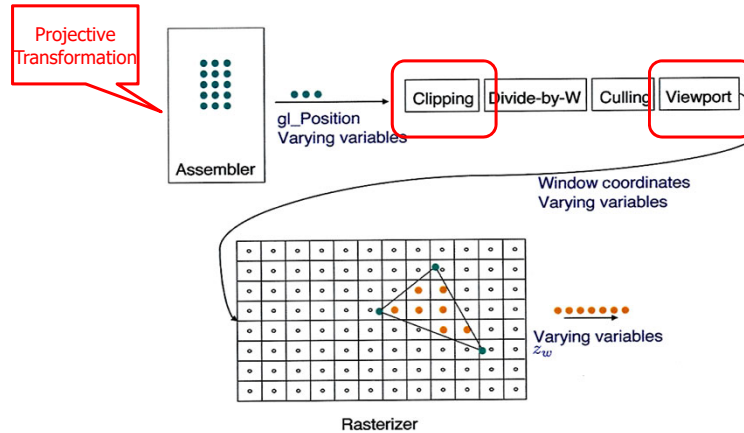 Projective
Transformation
Assembler
gl_Position
Varying variables
Clipping
Divide-by-W
Culling
Viewport
Window coordinates
Varying variables
Varying variables
z_w
Rasterizer